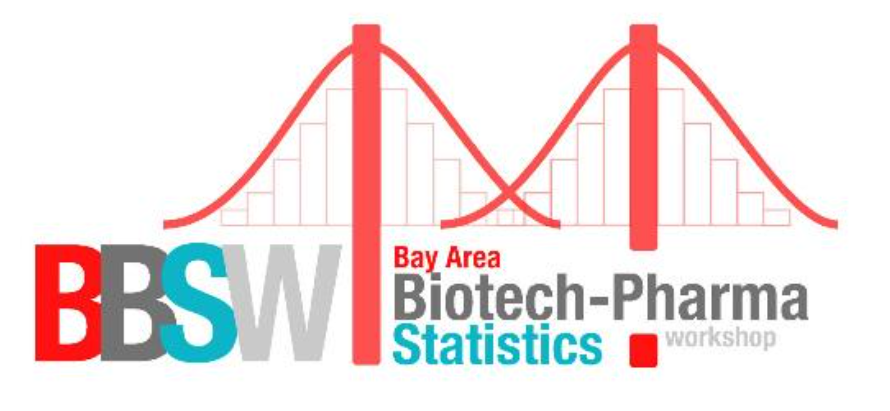 BBSW
Bay Area
Biotech-Pharma
Statistics
workshop